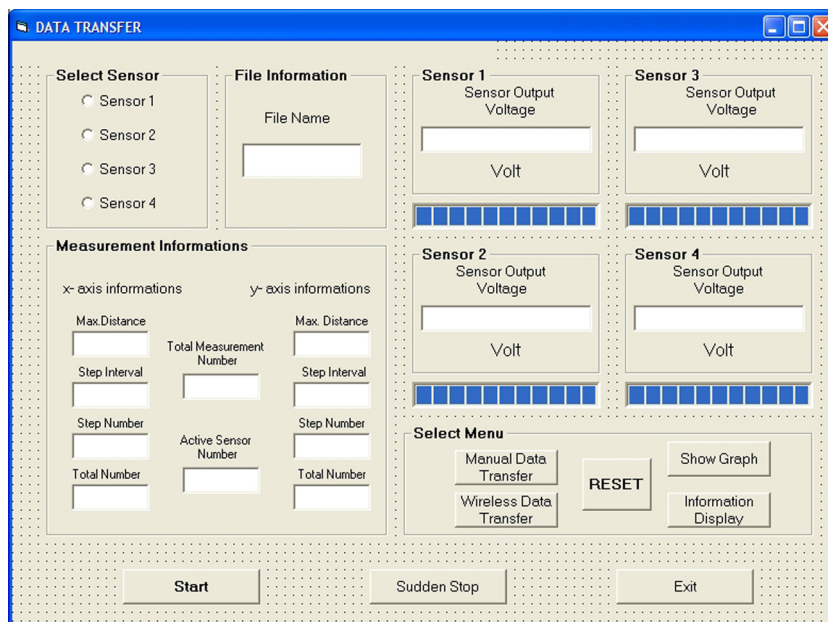 DATA TRANSFER
Select Sensor
Sensor 1
Sensor 2
Sensor 3
Sensor 4
File Information
File Name
Sensor 1
Sensor Output
Voltage
Volt
Sensor 3
Sensor Output
Voltage
Volt
Measurement Informations
x- axis informations
y- axis informations
Max.Distance
Step Interval
Step Number
Total Number
Total Measurement
Number
Active Sensor
Number
Max. Distance
Step Interval
Step Number
Total Number
Sensor 2
Sensor Output
Voltage
Volt
Sensor 4
Sensor Output
Voltage
Volt
Select Menu
Manual Data
Transfer
Wireless Data
Transfer
RESET
Show Graph
Information
Display
Start
Sudden Stop
Exit